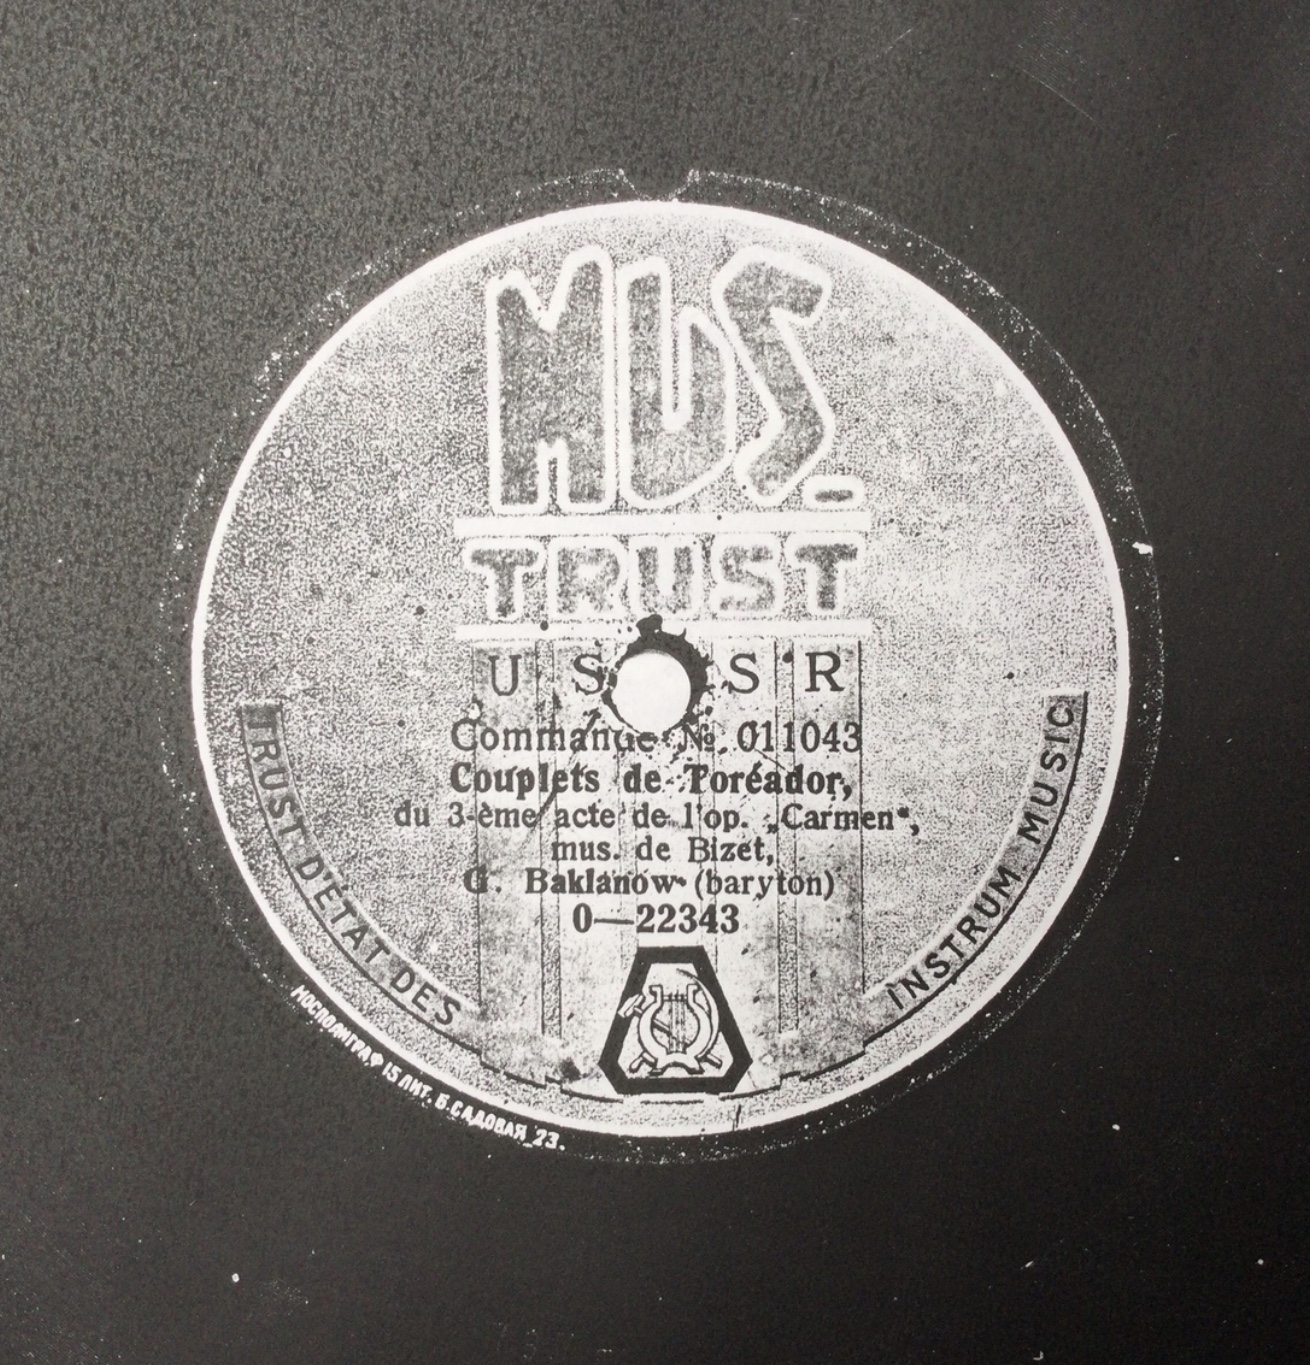 MUS.
TRUST
USSR
Commande №. 011043
Couplets de Toréador,
du 3-ème acte de l'op. „Carmen“,
mus. de Bizet,
G. Baklanow (baryton)
0—22343
TRUST D'ÉTAT DES
INSTRUM. MUSIC
МОСПОЛИГРАФ 15 ЛИТ. Б. САДОВАЯ 23.